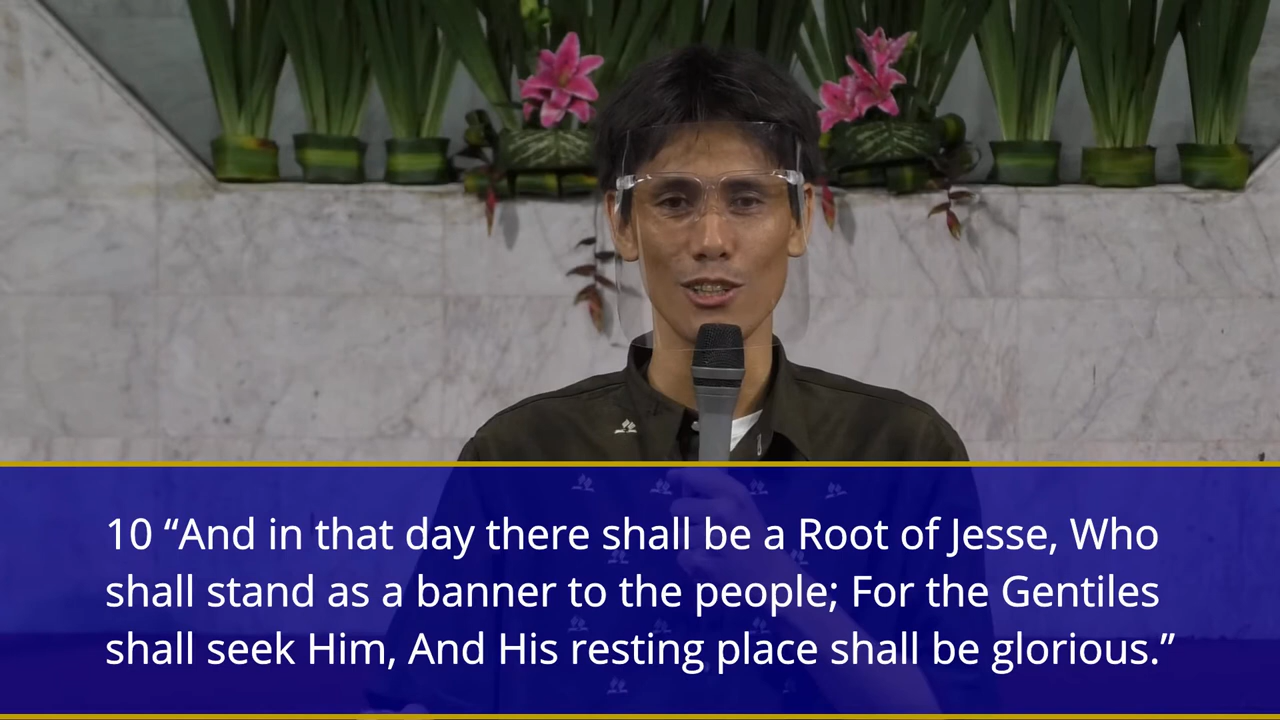 10 “And in that day there shall be a Root of Jesse, Who
shall stand as a banner to the people; For the Gentiles
shall seek Him, And His resting place shall be glorious.”